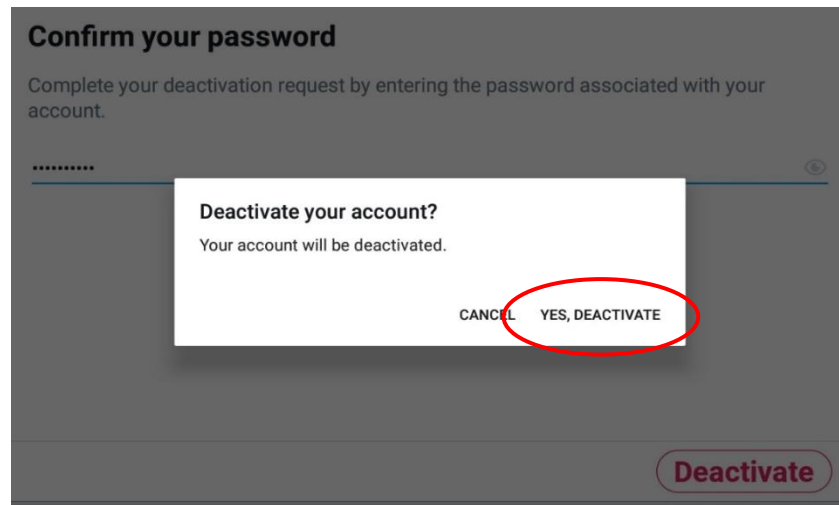 Confirm your password
Complete your deactivation request by entering the password associated with your
account.
••••••••••
Deactivate your account?
Your account will be deactivated.
CANCEL YES, DEACTIVATE
Deactivate